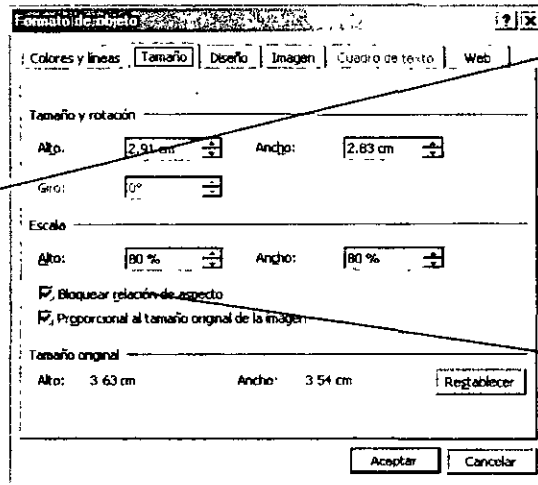 Formato de objeto ? x
Colores y líneas Tamaño Diseño Imagen Cuadro de texto Web
Tamaño y rotación
Alto: 2,91 cm Ancho: 2,83 cm
Giro: 0°
Escala
Alto: 80 % Ancho: 80 %
Bloquear relación de aspecto
Proporcional al tamaño original de la imagen
Tamaño original
Alto: 3 63 cm Ancho: 3 54 cm Restablecer
Aceptar Cancelar